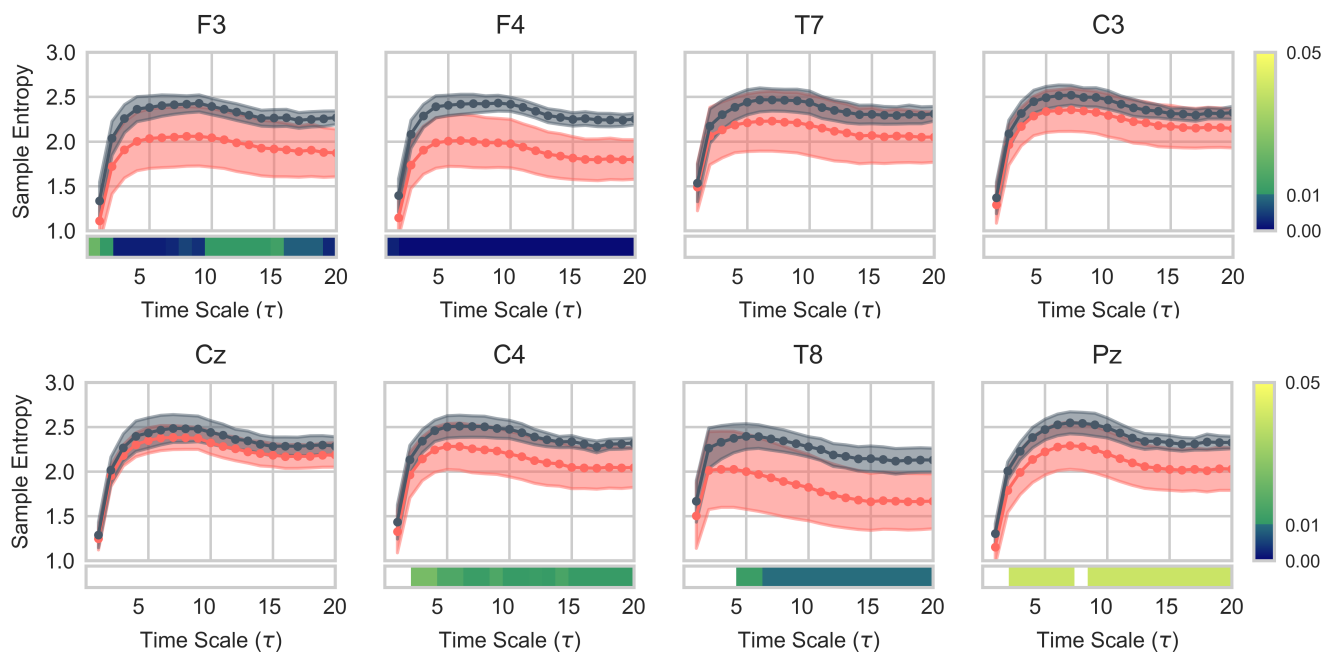 F3 F4 T7 C3
3.0 2.5 2.0 1.5 1.0
Sample Entropy
0.05 0.01 0.00
5 10 15 20 5 10 15 20 5 10 15 20 5 10 15 20
Time Scale (τ) Time Scale (τ) Time Scale (τ) Time Scale (τ)
Cz C4 T8 Pz
3.0 2.5 2.0 1.5 1.0
Sample Entropy
0.05 0.01 0.00
5 10 15 20 5 10 15 20 5 10 15 20 5 10 15 20
Time Scale (τ) Time Scale (τ) Time Scale (τ) Time Scale (τ)